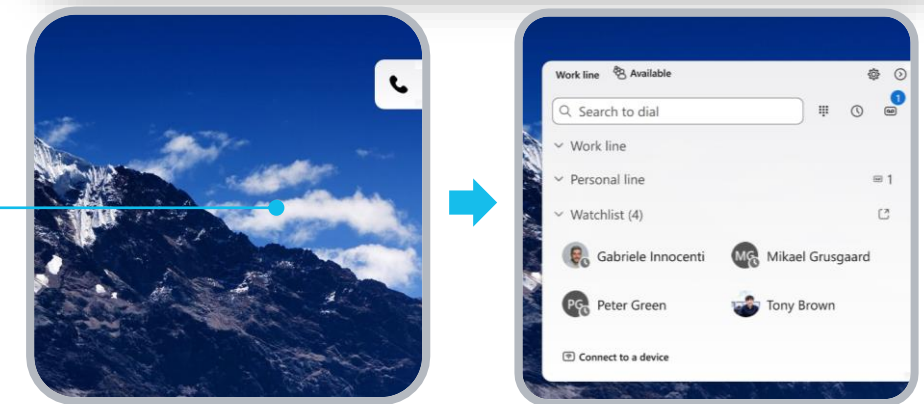 Work line Available
1
Search to dial
Work line
Personal line 1
Watchlist (4)
Gabriele Innocenti MG Mikael Grusgaard
PG Peter Green Tony Brown
Connect to a device